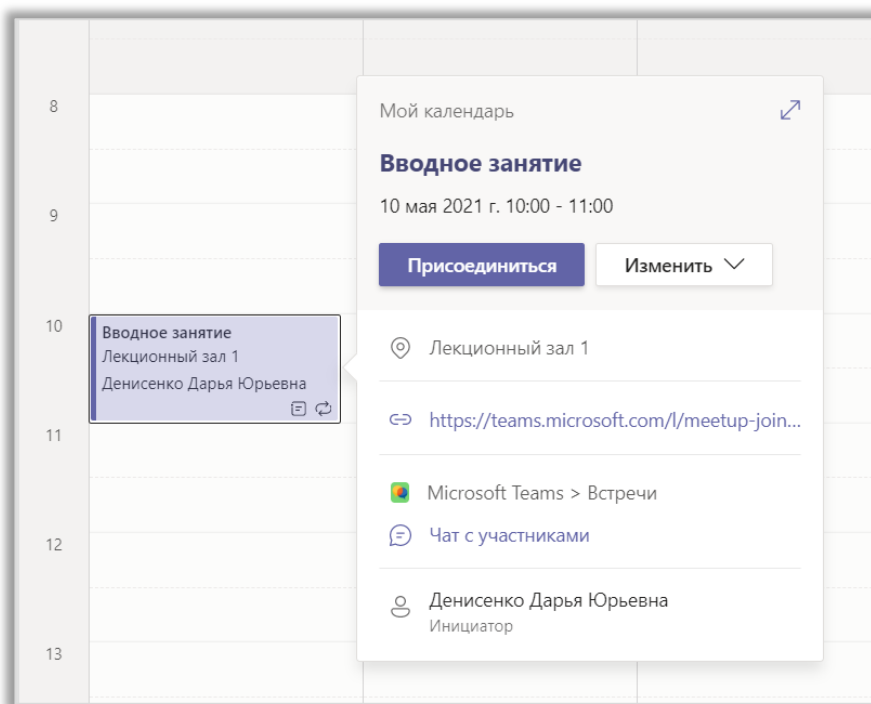 8
9
10
11
12
13
Вводное занятие
Лекционный зал 1
Денисенко Дарья Юрьевна
Мой календарь
Вводное занятие
10 мая 2021 г. 10:00 - 11:00
Присоединиться
Изменить
Лекционный зал 1
https://teams.microsoft.com/l/meetup-join...
Microsoft Teams > Встречи
Чат с участниками
Денисенко Дарья Юрьевна
Инициатор